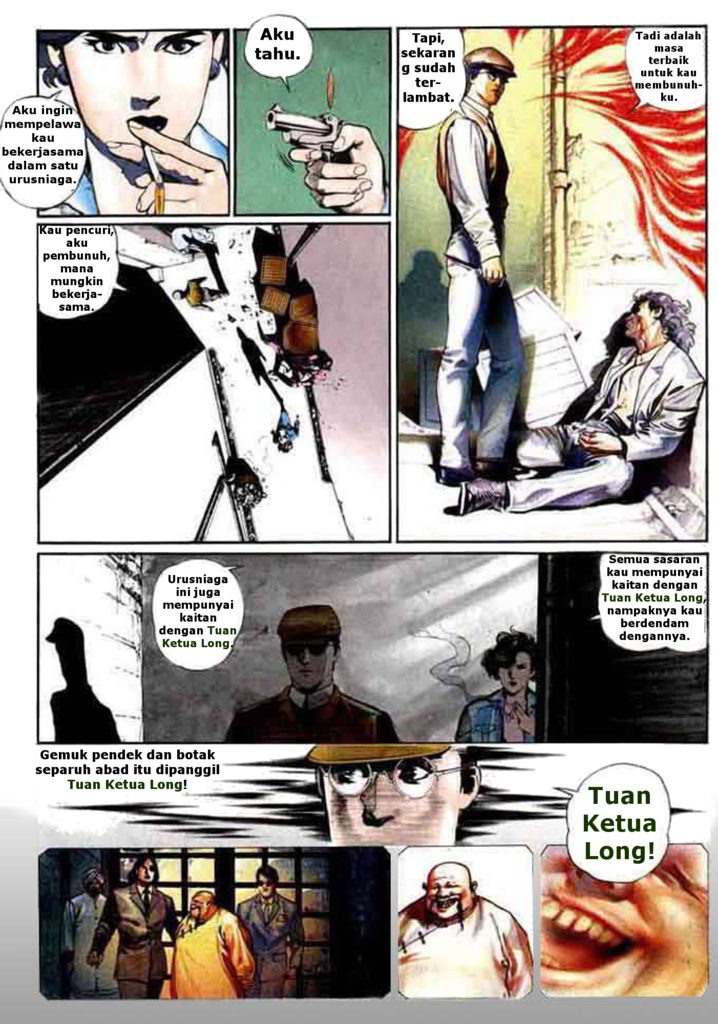 Aku ingin
mempelawa
kau
bekerjasama
dalam satu
urusniaga.
Aku
tahu.
Tapi,
sekaran
g sudah
ter-
lambat.
Tadi adalah
masa
terbaik
untuk kau
membunuh-
ku.
Kau pencuri,
aku
pembunuh,
mana
mungkin
bekerja-
sama.
Urusniaga
ini juga
mempunyai
kaitan
dengan Tuan
Ketua Long.
Semua sasaran
kau mempunyai
kaitan dengan
Tuan Ketua Long,
nampaknya kau
berdendam
dengannya.
Gemuk pendek dan botak
separuh abad itu dipanggil
Tuan Ketua Long!
Tuan
Ketua
Long!